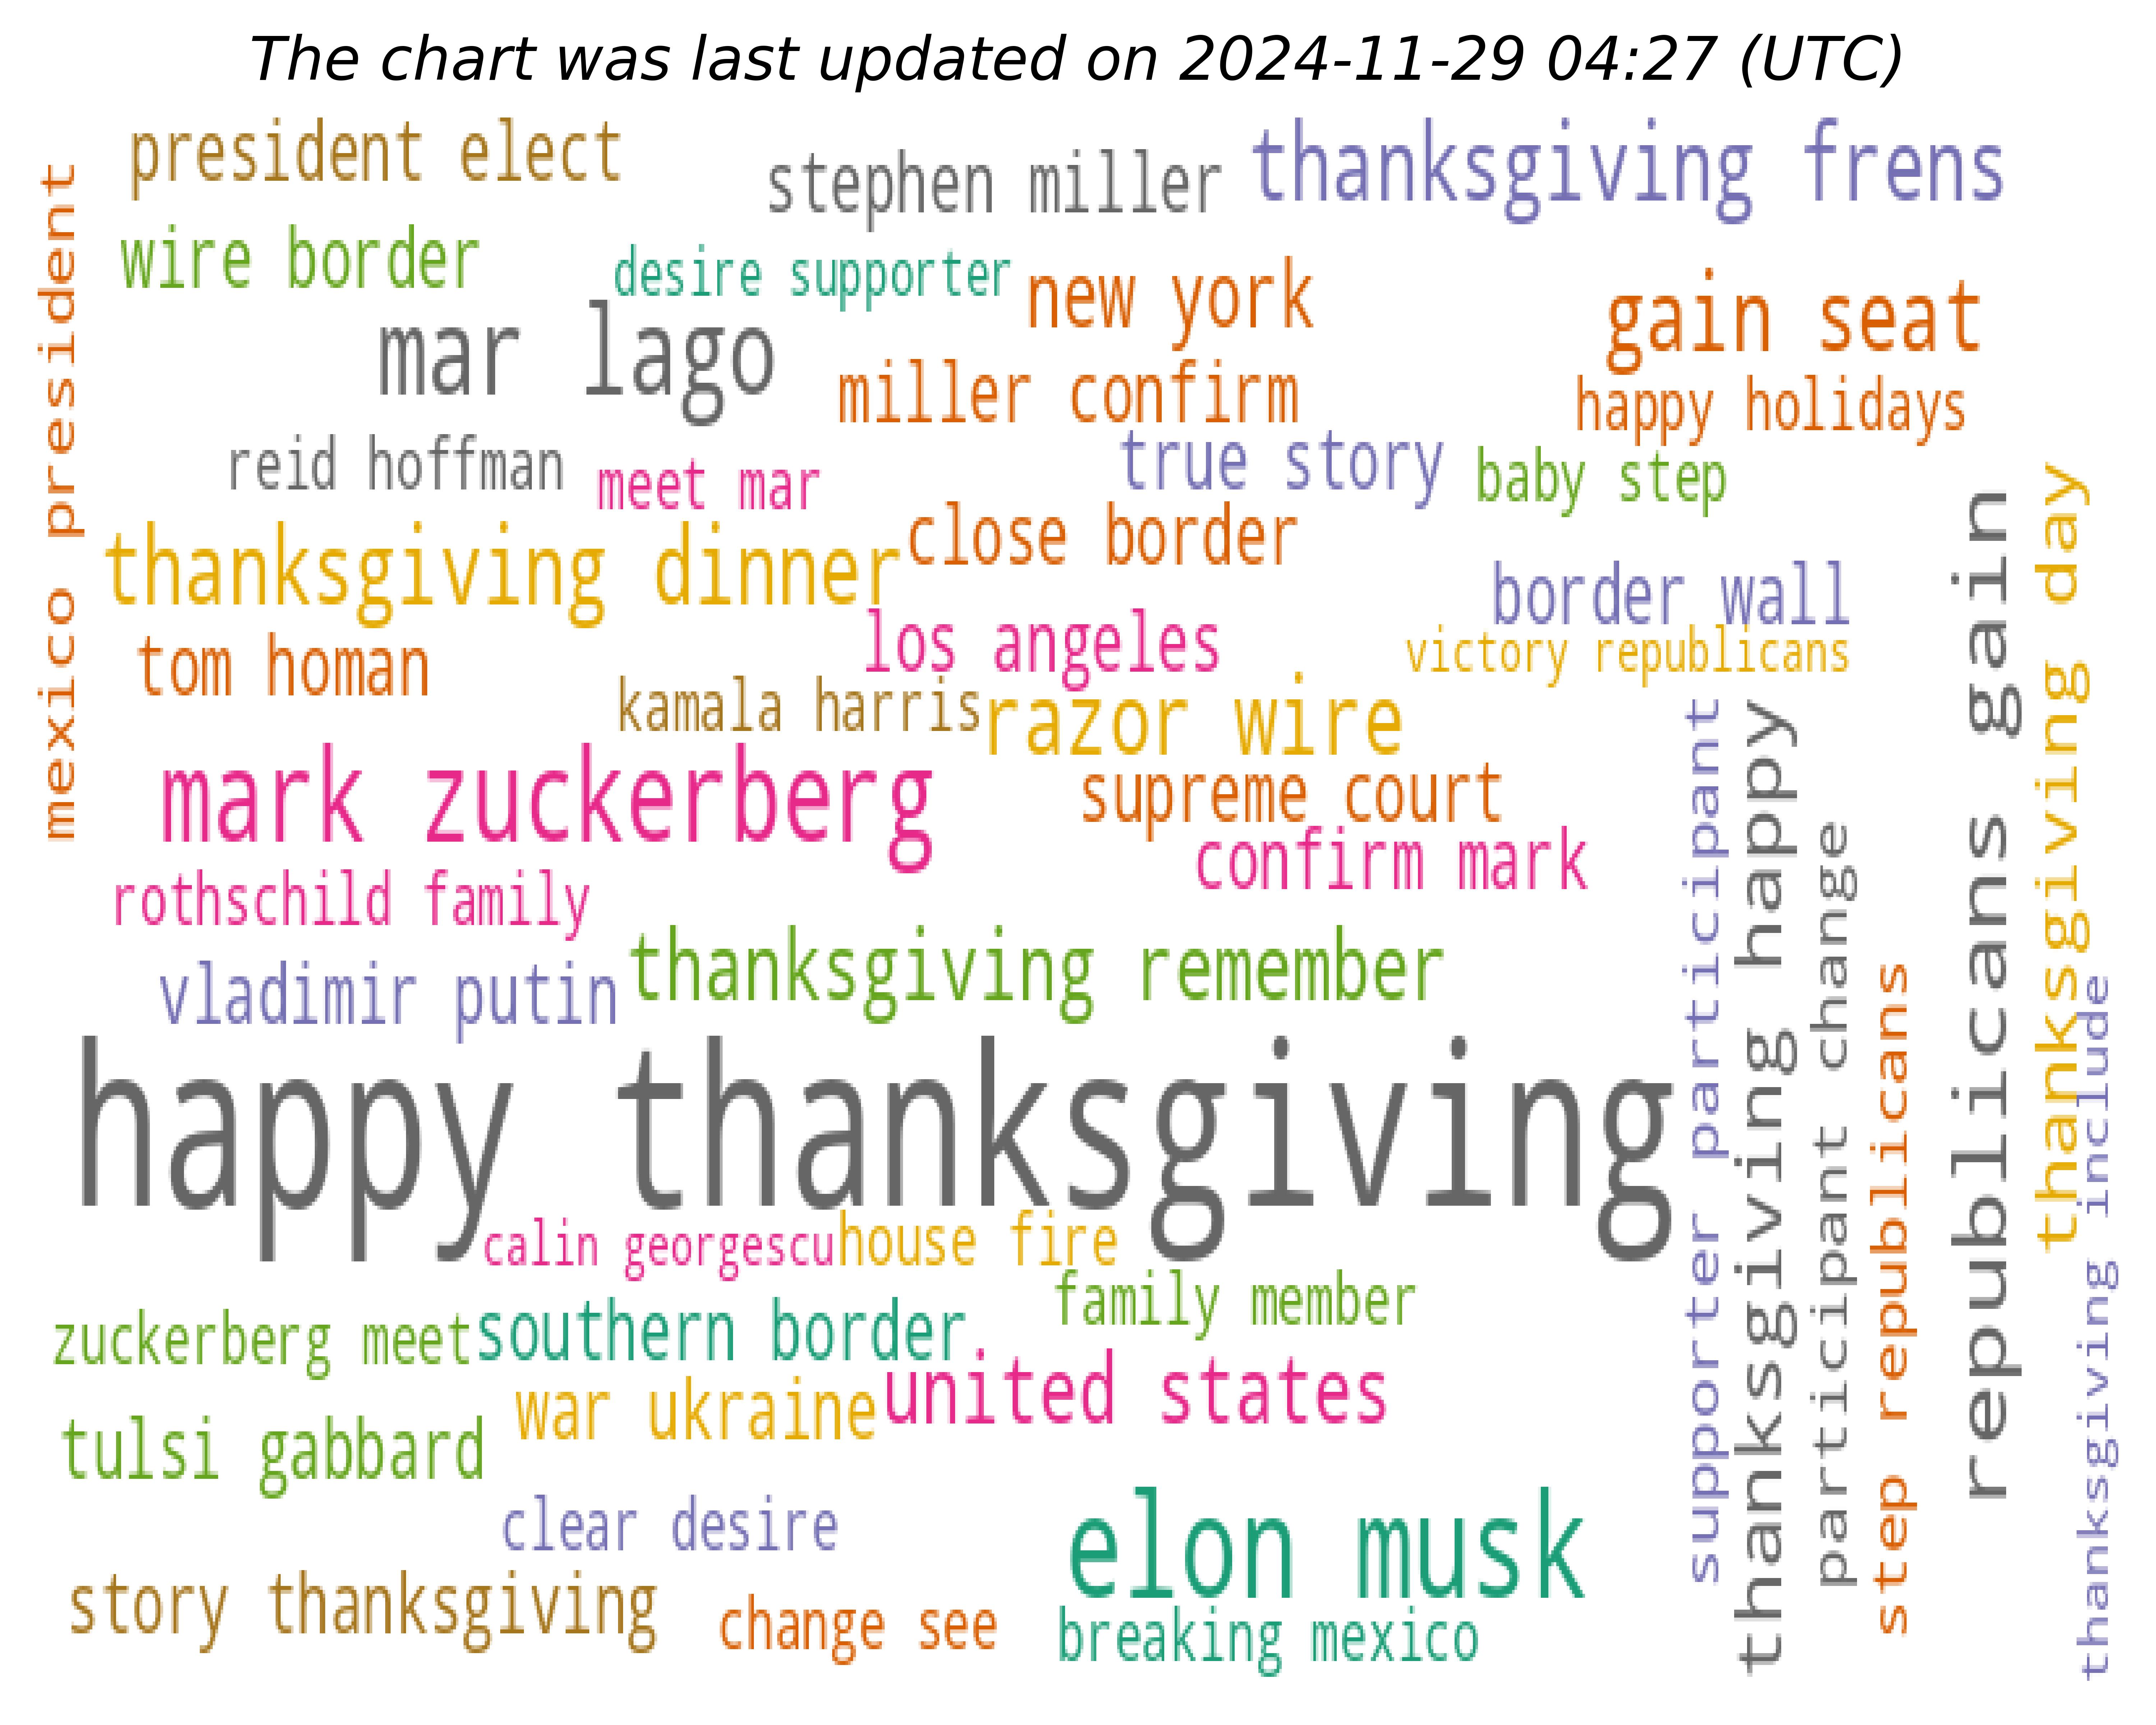 The chart was last updated on 2024-11-29 04:27 (UTC)
president elect
stephen miller
thanksgiving frens
mexico president
wire border
desire supporter
new york
gain seat
mar lago
miller confirm
happy holidays
reid hoffman
meet mar
true story
baby step
thanksgiving day
republicans gain
thanksgiving dinner
close border
border wall
los angeles
victory republicans
tom homan
kamala harris
razor wire
supporter participant
thanksgiving happy
mark zuckerberg
supreme court
confirm mark
participant change
rothschild family
thanksgiving remember
vladimir putin
step republicans
thanksgiving include
happy thanksgiving
calin georgescu
house fire
family member
zuckerberg meet
southern border
united states
war ukraine
tulsi gabbard
clear desire
elon musk
story thanksgiving
change see
breaking mexico